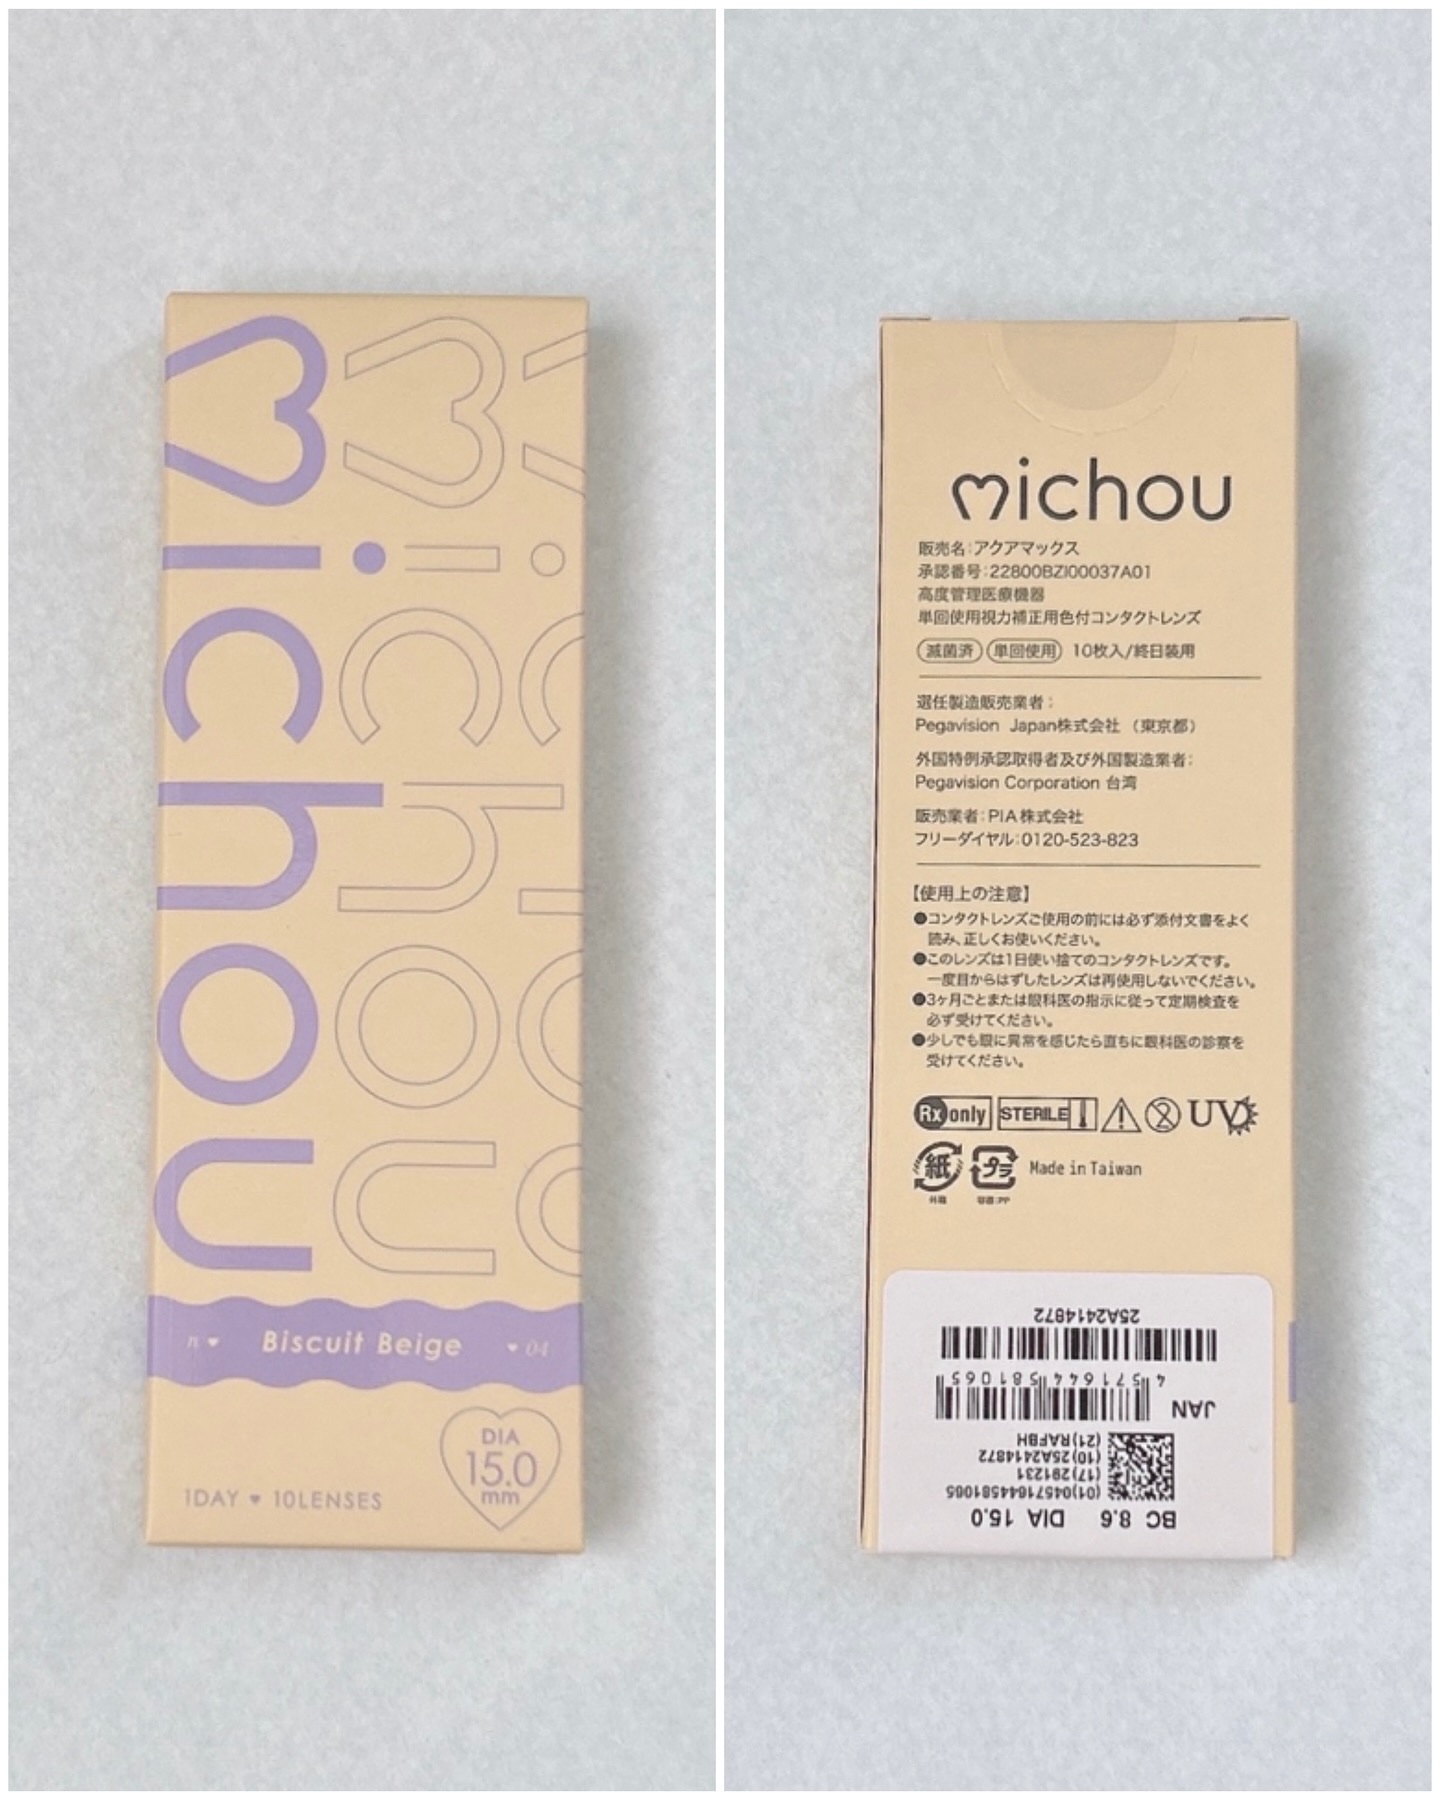 michou
michou
n ♥ Biscuit Beige ♥ 04
DIA
15.0
mm
1DAY ♥ 10LENSES
michou
販売名:アクアマックス
承認番号:22800BZI00037A01
高度管理医療機器
単回使用視力補正用色付コンタクトレンズ
滅菌済 単回使用 10枚入/終日装用
選任製造販売業者:
Pegavision Japan株式会社 (東京都)
外国特例承認取得者及び外国製造業者:
Pegavision Corporation 台湾
販売業者:PIA株式会社
フリーダイヤル:0120-523-823
【使用上の注意】
●コンタクトレンズご使用の前には必ず添付文書をよく
読み、正しくお使いください。
●このレンズは1日使い捨てのコンタクトレンズです。
一度目からはずしたレンズは再使用しないでください。
●3ヶ月ごとまたは眼科医の指示に従って定期検査を
必ず受けてください。
●少しでも眼に異常を感じたら直ちに眼科医の診察を
受けてください。
Rx only STERILE 2 UV
紙 プラ Made in Taiwan
外箱 容器:PP
BC 8.6 DIA 15.0
(01)04571644581065
(17)291231
(10)25A2414872
(21)RAFBH
JAN
4 571644 581065
25A2414872